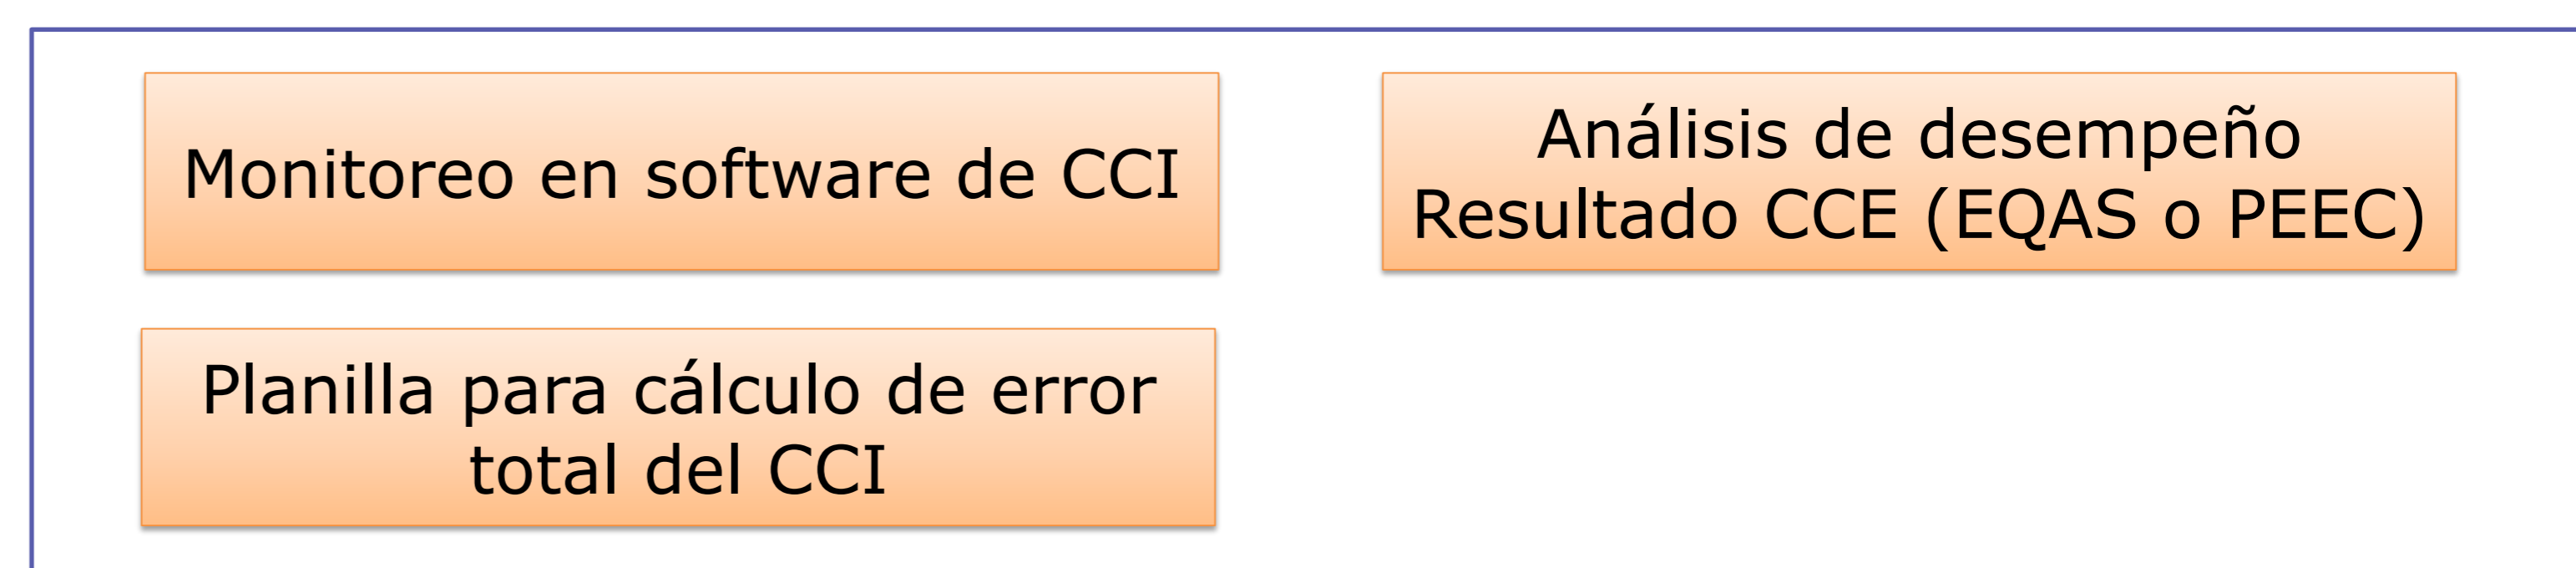 Monitoreo en software de CCI
Análisis de desempeño
Resultado CCE (EQAS o PEEC)
Planilla para cálculo de error
total del CCI